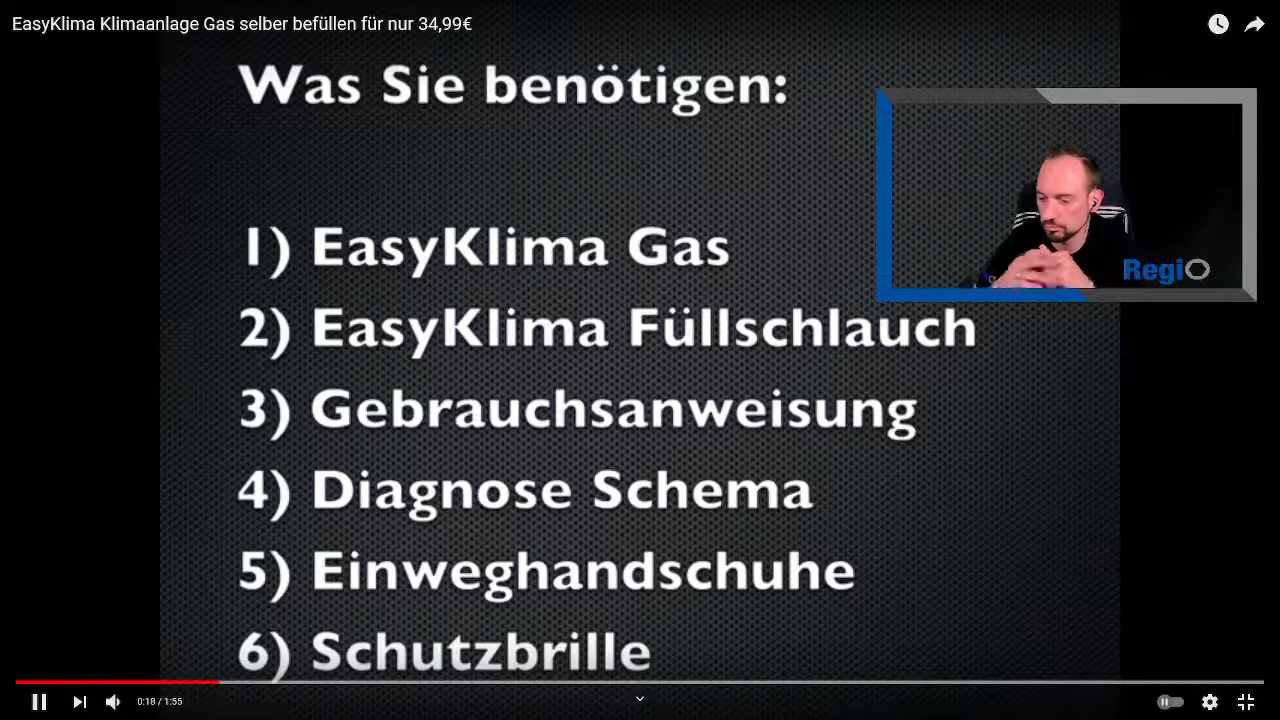 EasyKlima Klimaanlage Gas selber befüllen für nur 34,99€
Was Sie benötigen:
1) EasyKlima Gas
2) EasyKlima Füllschlauch
3) Gebrauchsanweisung
4) Diagnose Schema
5) Einweghandschuhe
6) Schutzbrille
RegiO
0:18 / 1:55